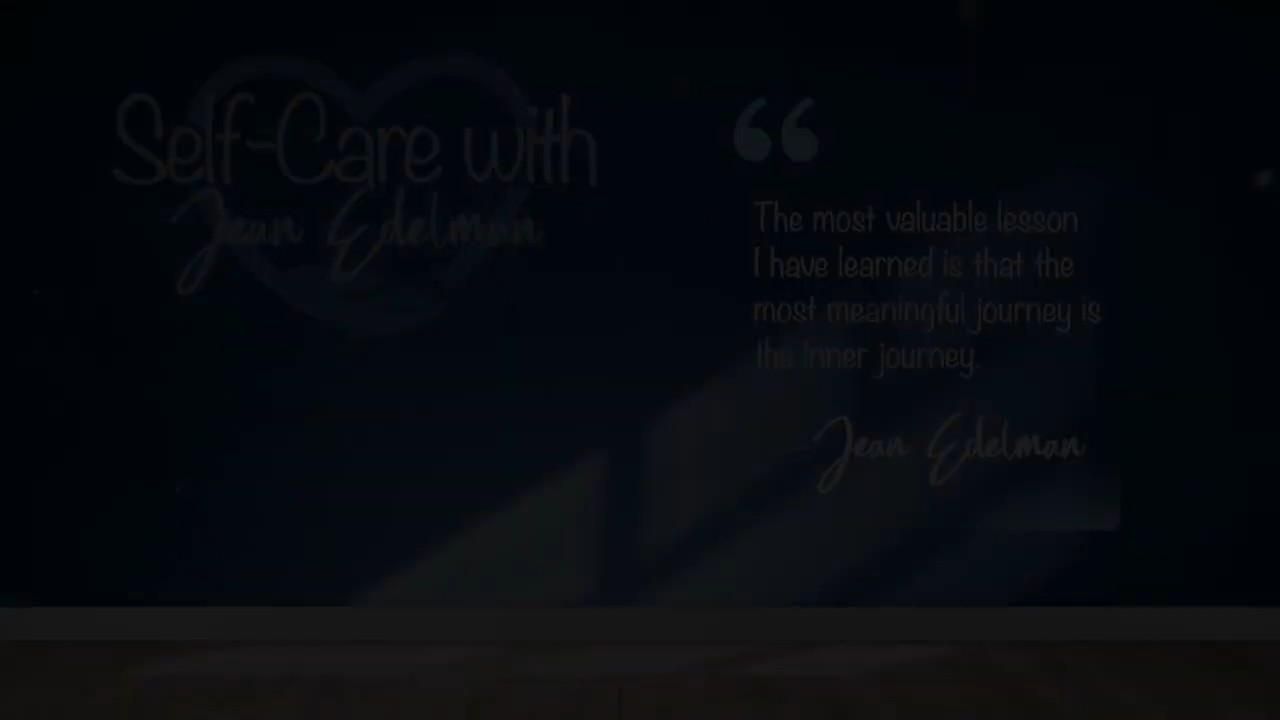 Self-Care with
Jean Edelman
“
The most valuable lesson
I have learned is that the
most meaningful journey is
the inner journey.
Jean Edelman